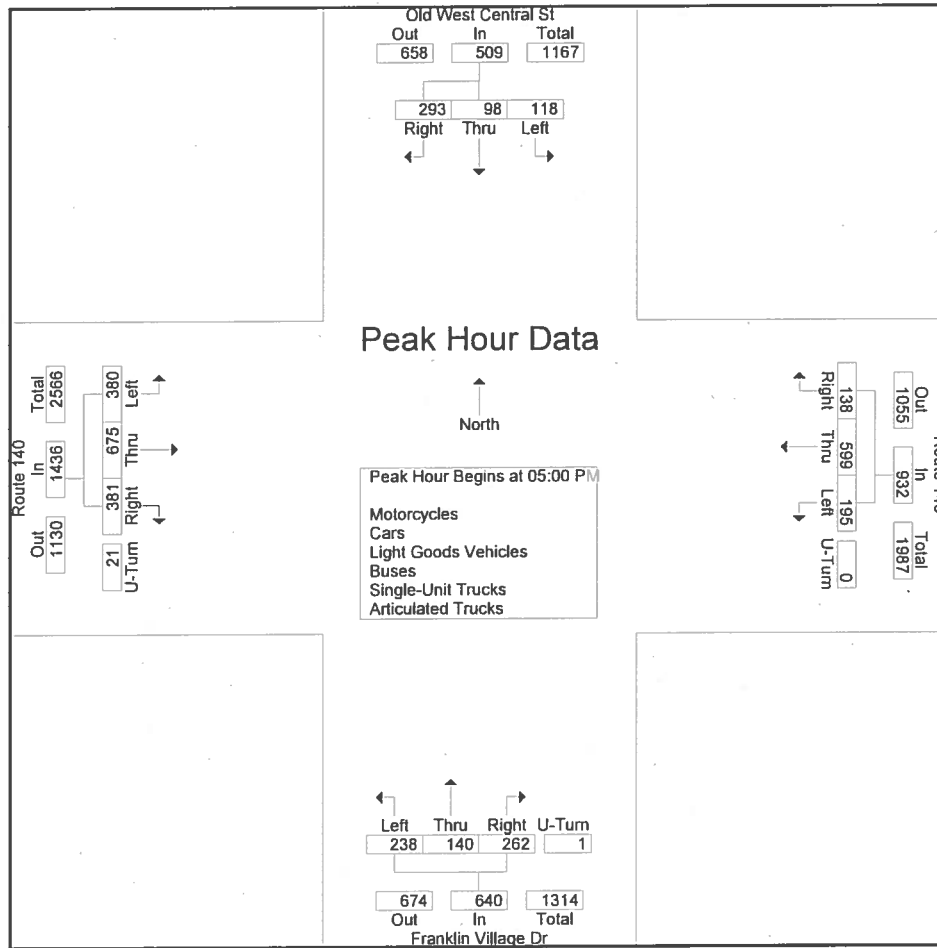 Old West Central St
Out In Total
658 509 1167
293 98 118
Right Thru Left
Peak Hour Data
North
Peak Hour Begins at 05:00 PM
Motorcycles
Cars
Light Goods Vehicles
Buses
Single-Unit Trucks
Articulated Trucks
Route 140
Out In Total
1130 1436 2566
381 675 380
Right Thru Left
21
U-Turn
Out In Total
1055 932 1987
138 599 195 0
Right Thru Left U-Turn
Left Thru Right U-Turn
238 140 262 1
674 640 1314
Out In Total
Franklin Village Dr